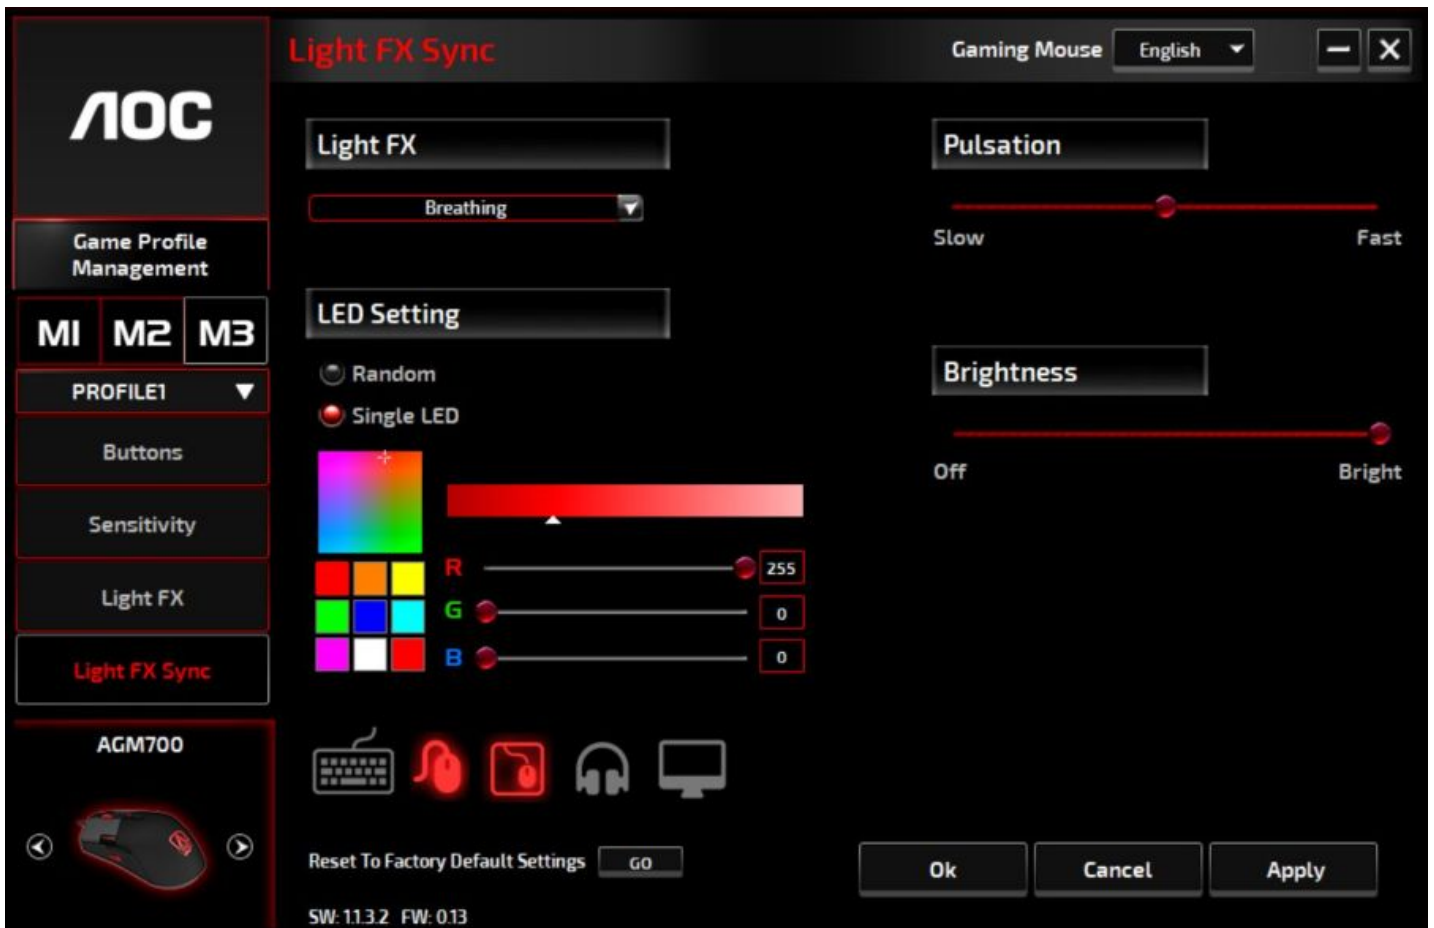 AOC
Light FX Sync
Gaming Mouse
English
Game Profile
Management
M1 M2 M3
PROFILE1
Buttons
Sensitivity
Light FX
Light FX Sync
AGM700
Light FX
Breathing
LED Setting
Random
Single LED
R 255
G 0
B 0
Reset To Factory Default Settings GO
SW: 1.1.3.2 FW: 0.13
Pulsation
Slow Fast
Brightness
Off Bright
Ok Cancel Apply